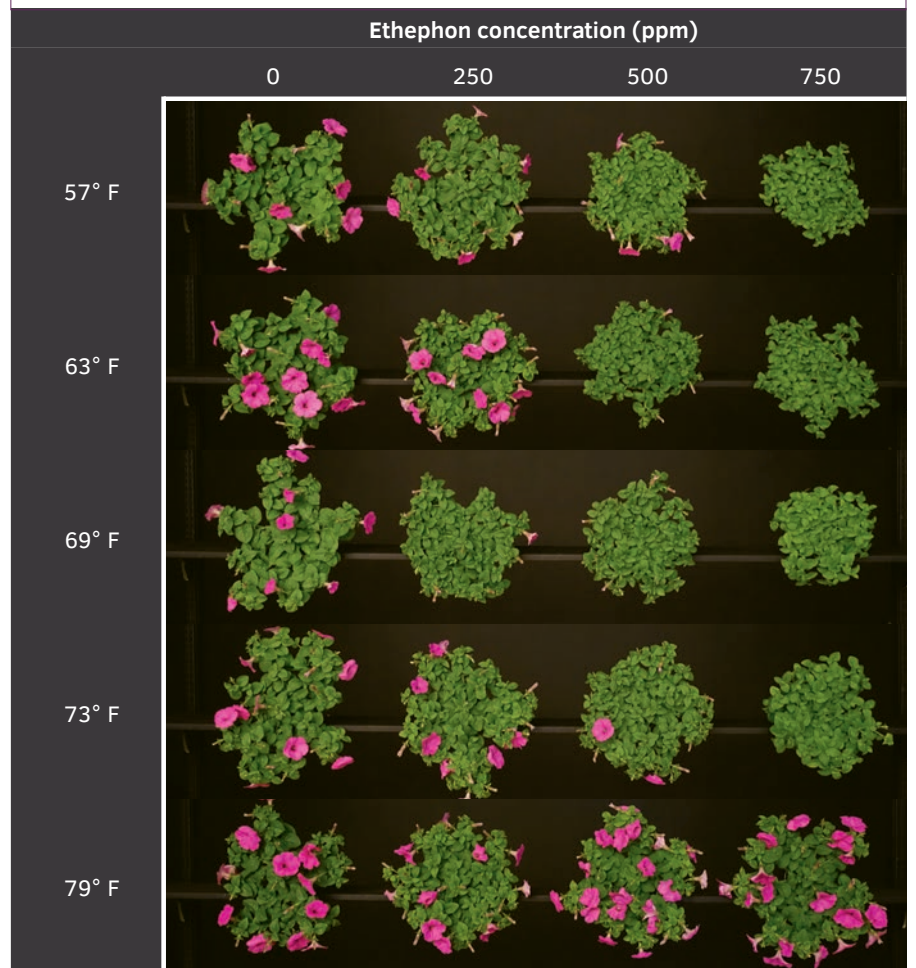 Ethephon concentration (ppm)
0 250 500 750
57° F
63° F
69° F
73° F
79° F